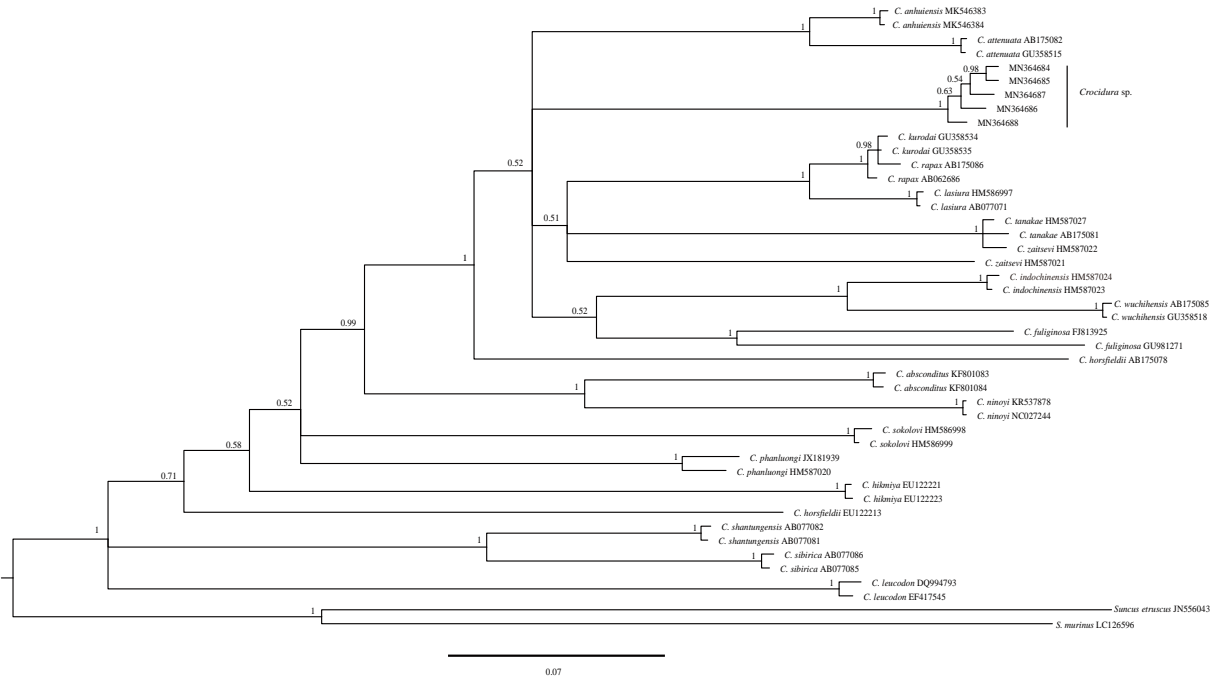 1 C. anhuiensis MK546383
1 C. anhuiensis MK546384
1 C. attenuata AB175082
C. attenuata GU358515
0.98 MN364684
0.54 MN364685
0.63 MN364687
Crocidura sp.
1 MN364686
MN364688
C. kurodai GU358534
0.98 C. kurodai GU358535
1 C. rapax AB175086
0.52
1 C. rapax AB062686
1 C. lasiura HM586997
C. lasiura AB077071
0.51 C. tanakae HM587027
1 C. tanakae AB175081
C. zaitsevi HM587022
1 C. zaitsevi HM587021
1 C. indochinensis HM587024
1 C. indochinensis HM587023
1 C. wuchihensis AB175085
0.52 C. wuchihensis GU358518
0.99 1 C. fuliginosa FJ813925
C. fuliginosa GU981271
C. horsfieldii AB175078
1 C. absconditus KF801083
1 C. absconditus KF801084
0.52 1 C. ninoyi KR537878
C. ninoyi NC027244
1 C. sokolovi HM586998
0.58 C. sokolovi HM586999
1 C. phanluongi JX181939
C. phanluongi HM587020
0.71 1 C. hikmiya EU122221
C. hikmiya EU122223
C. horsfieldii EU122213
1 1 C. shantungensis AB077082
1 C. shantungensis AB077081
1 C. sibirica AB077086
C. sibirica AB077085
1 C. leucodon DQ994793
C. leucodon EF417545
1 Suncus etruscus JN556043
S. murinus LC126596
0.07